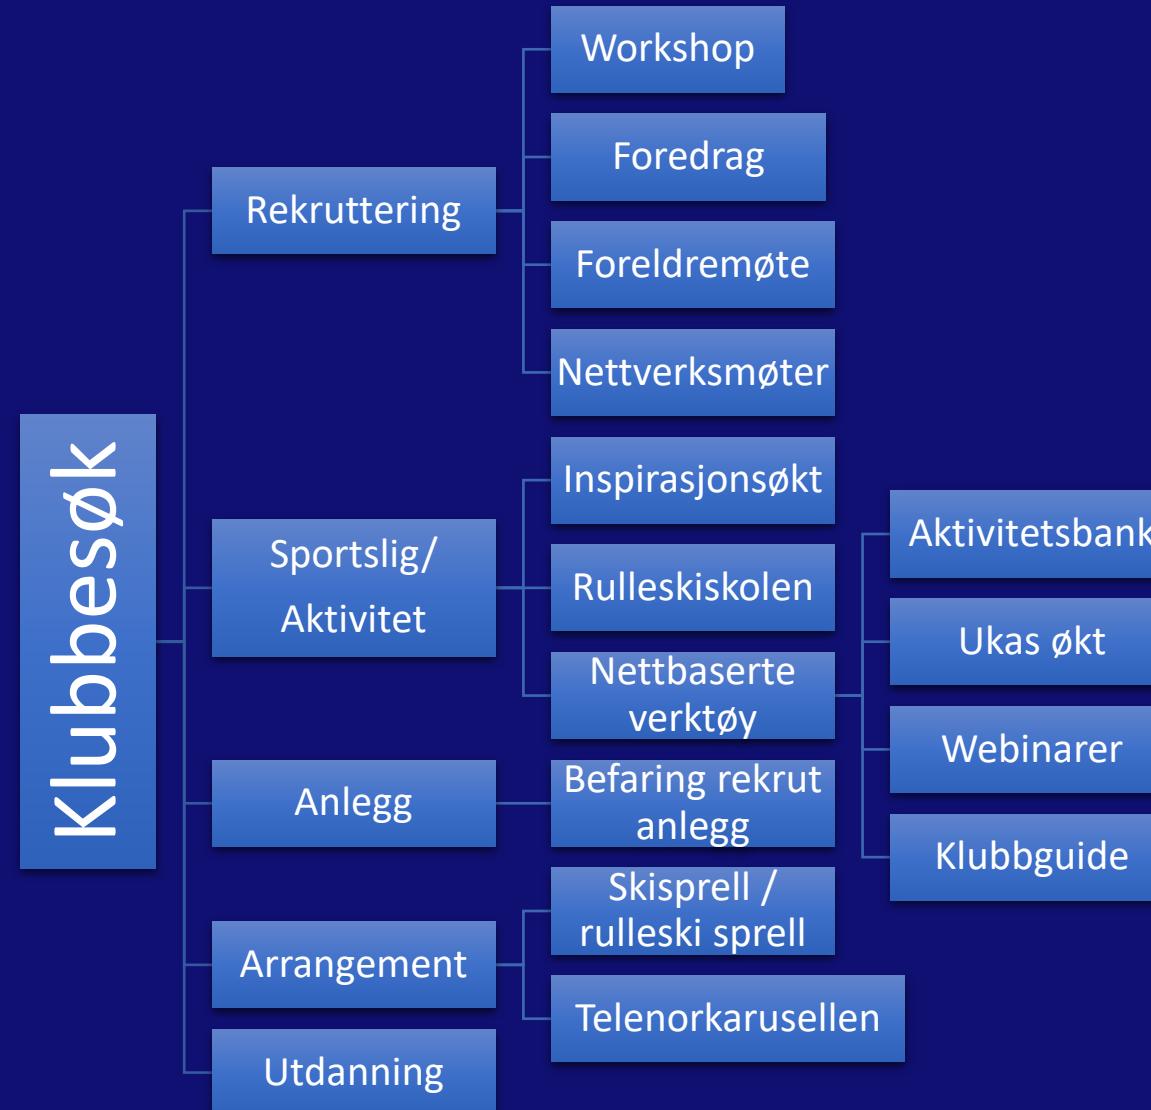 Klubbesøk
Rekruttering
Workshop
Foredrag
Foreldremøte
Nettverksmøter
Sportslig/
Aktivitet
Inspirasjonsøkt
Rulleskiskolen
Nettbaserte
verktøy
Aktivitetsbank
Ukas økt
Webinarer
Klubbguide
Anlegg
Befaring rekrut
anlegg
Arrangement
Skisprell /
rulleski sprell
Telenorkarusellen
Utdanning